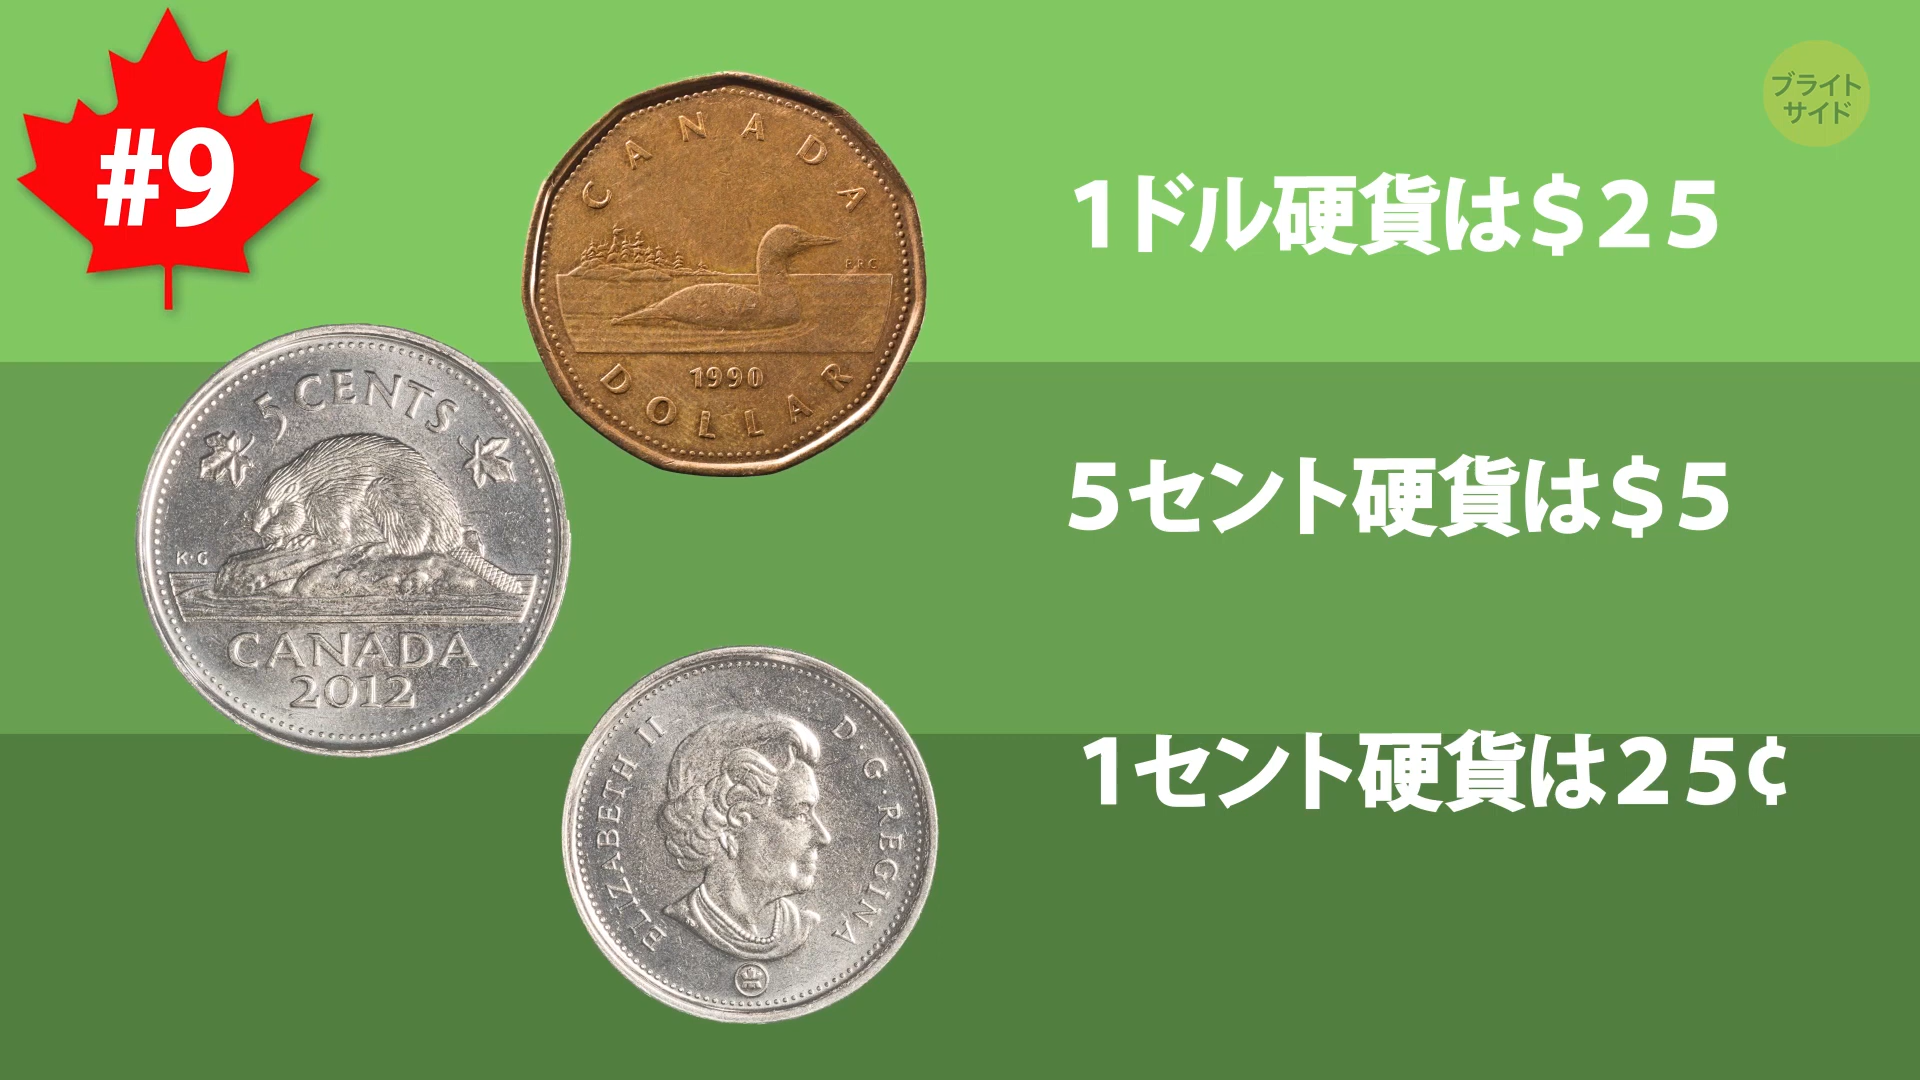 #9
ブライト
サイド
CANADA
BRC
1990
DOLLAR
1ドル硬貨は＄２５
5 CENTS
K·G
CANADA
2012
５セント硬貨は＄５
ELIZABETH II
D·G·REGINA
1セント硬貨は２５¢